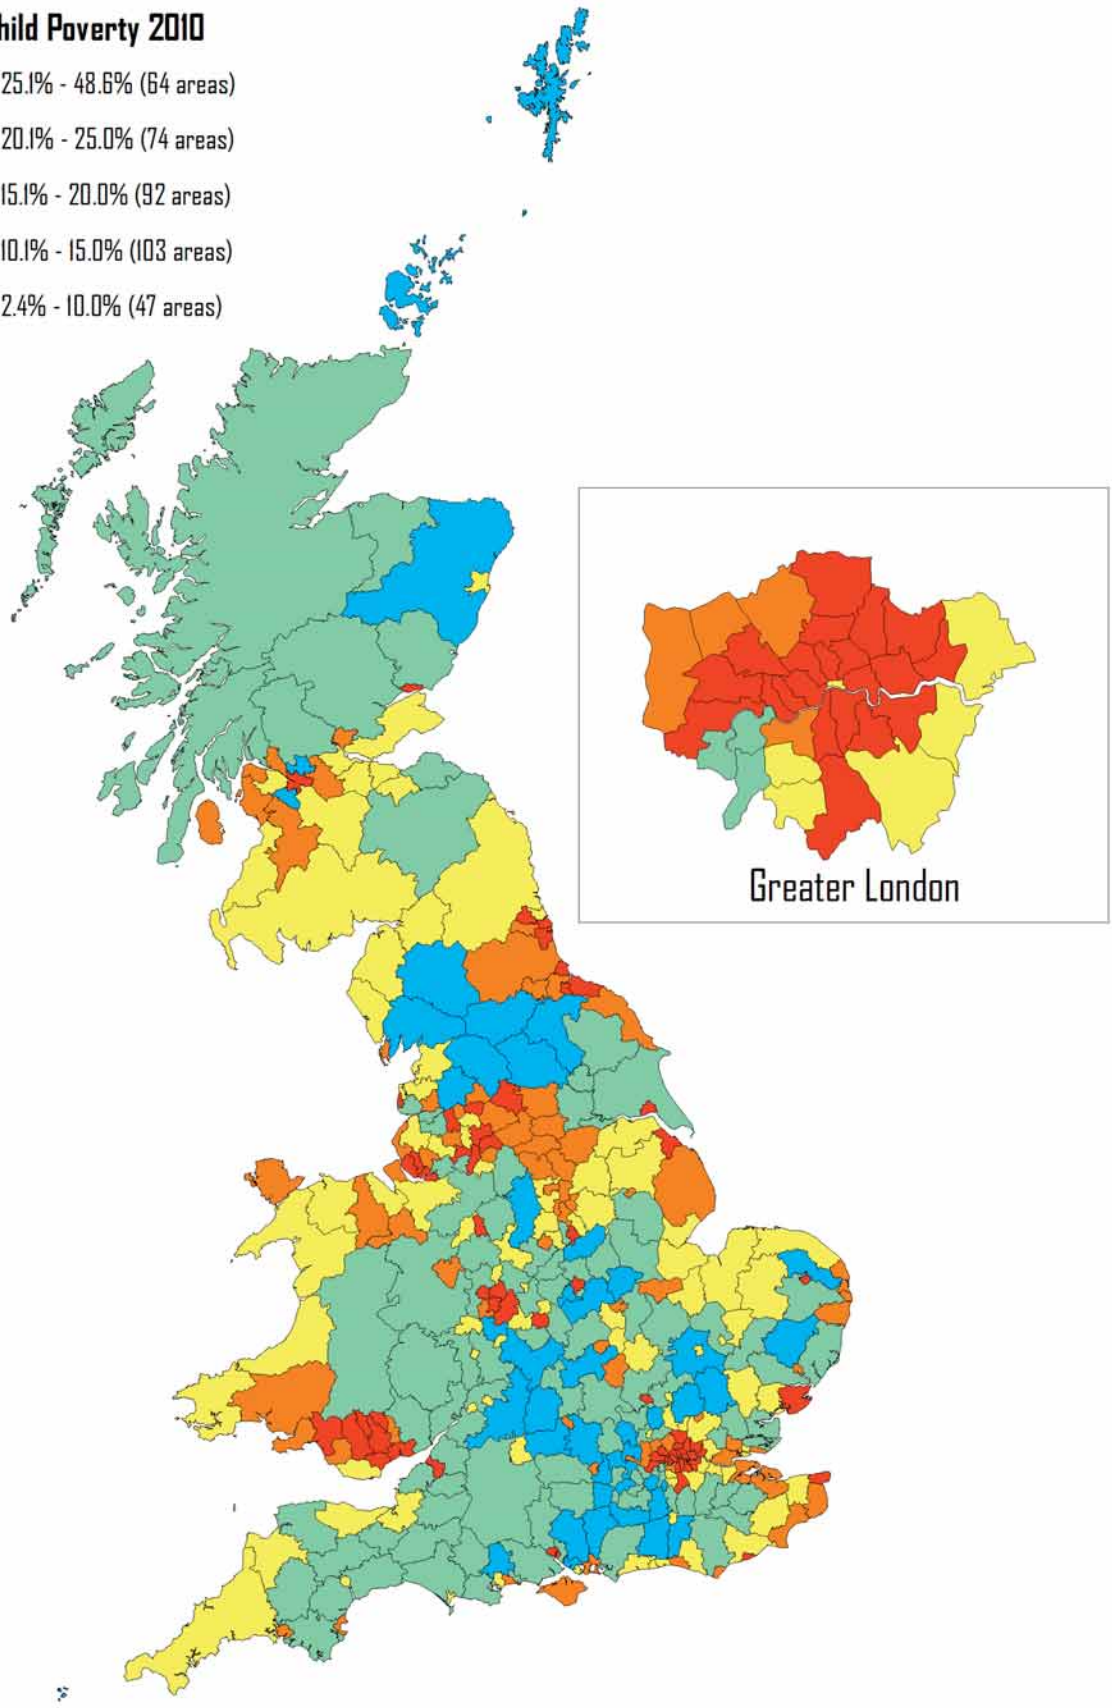 hild Poverty 2010
25.1% - 48.6% (64 areas)
20.1% - 25.0% (74 areas)
15.1% - 20.0% (92 areas)
10.1% - 15.0% (103 areas)
2.4% - 10.0% (47 areas)
Greater London